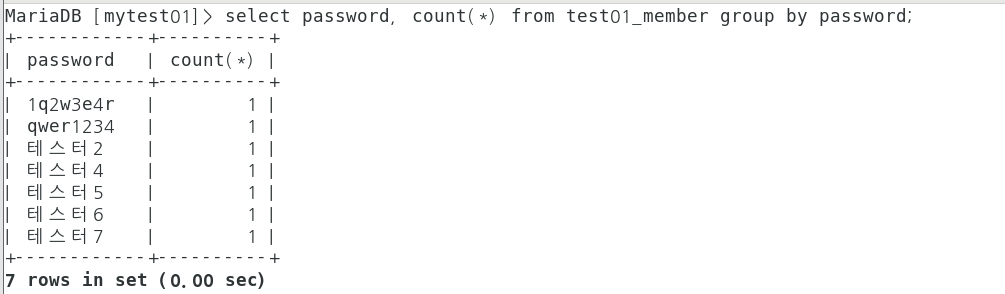 MariaDB [mytest01]> select password, count(*) from test01_member group by password;
+------------+----------+
| password   | count(*) |
+------------+----------+
| 1q2w3e4r   |        1 |
| qwer1234   |        1 |
| 테스터2    |        1 |
| 테스터4    |        1 |
| 테스터5    |        1 |
| 테스터6    |        1 |
| 테스터7    |        1 |
+------------+----------+
7 rows in set (0.00 sec)